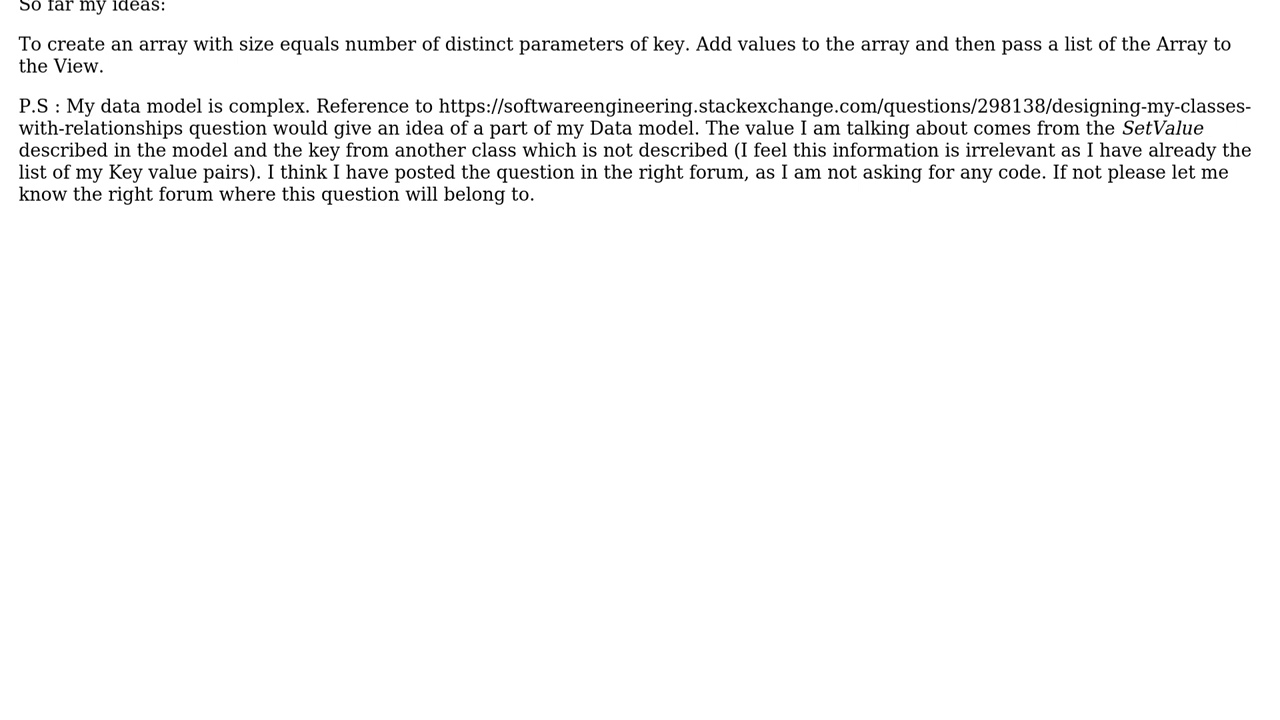 So far my ideas:
To create an array with size equals number of distinct parameters of key. Add values to the array and then pass a list of the Array to
the View.
P.S : My data model is complex. Reference to https://softwareengineering.stackexchange.com/questions/298138/designing-my-classes-
with-relationships question would give an idea of a part of my Data model. The value I am talking about comes from the SetValue
described in the model and the key from another class which is not described (I feel this information is irrelevant as I have already the
list of my Key value pairs). I think I have posted the question in the right forum, as I am not asking for any code. If not please let me
know the right forum where this question will belong to.